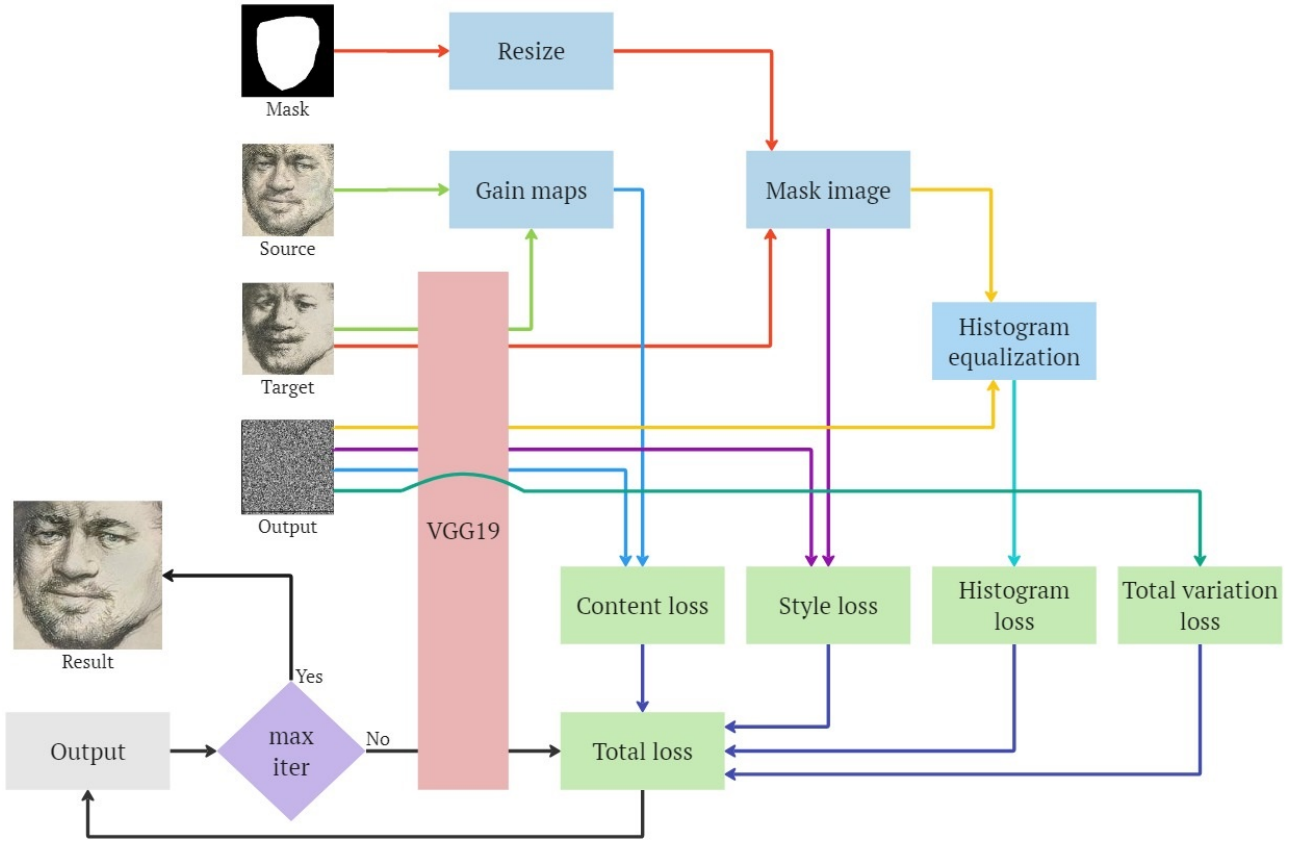 Mask
Resize
Source
Gain maps
Mask image
Target
Histogram
equalization
Output
VGG19
Result
Content loss
Style loss
Histogram
loss
Total variation
loss
Yes
Output
max
iter
No
Total loss